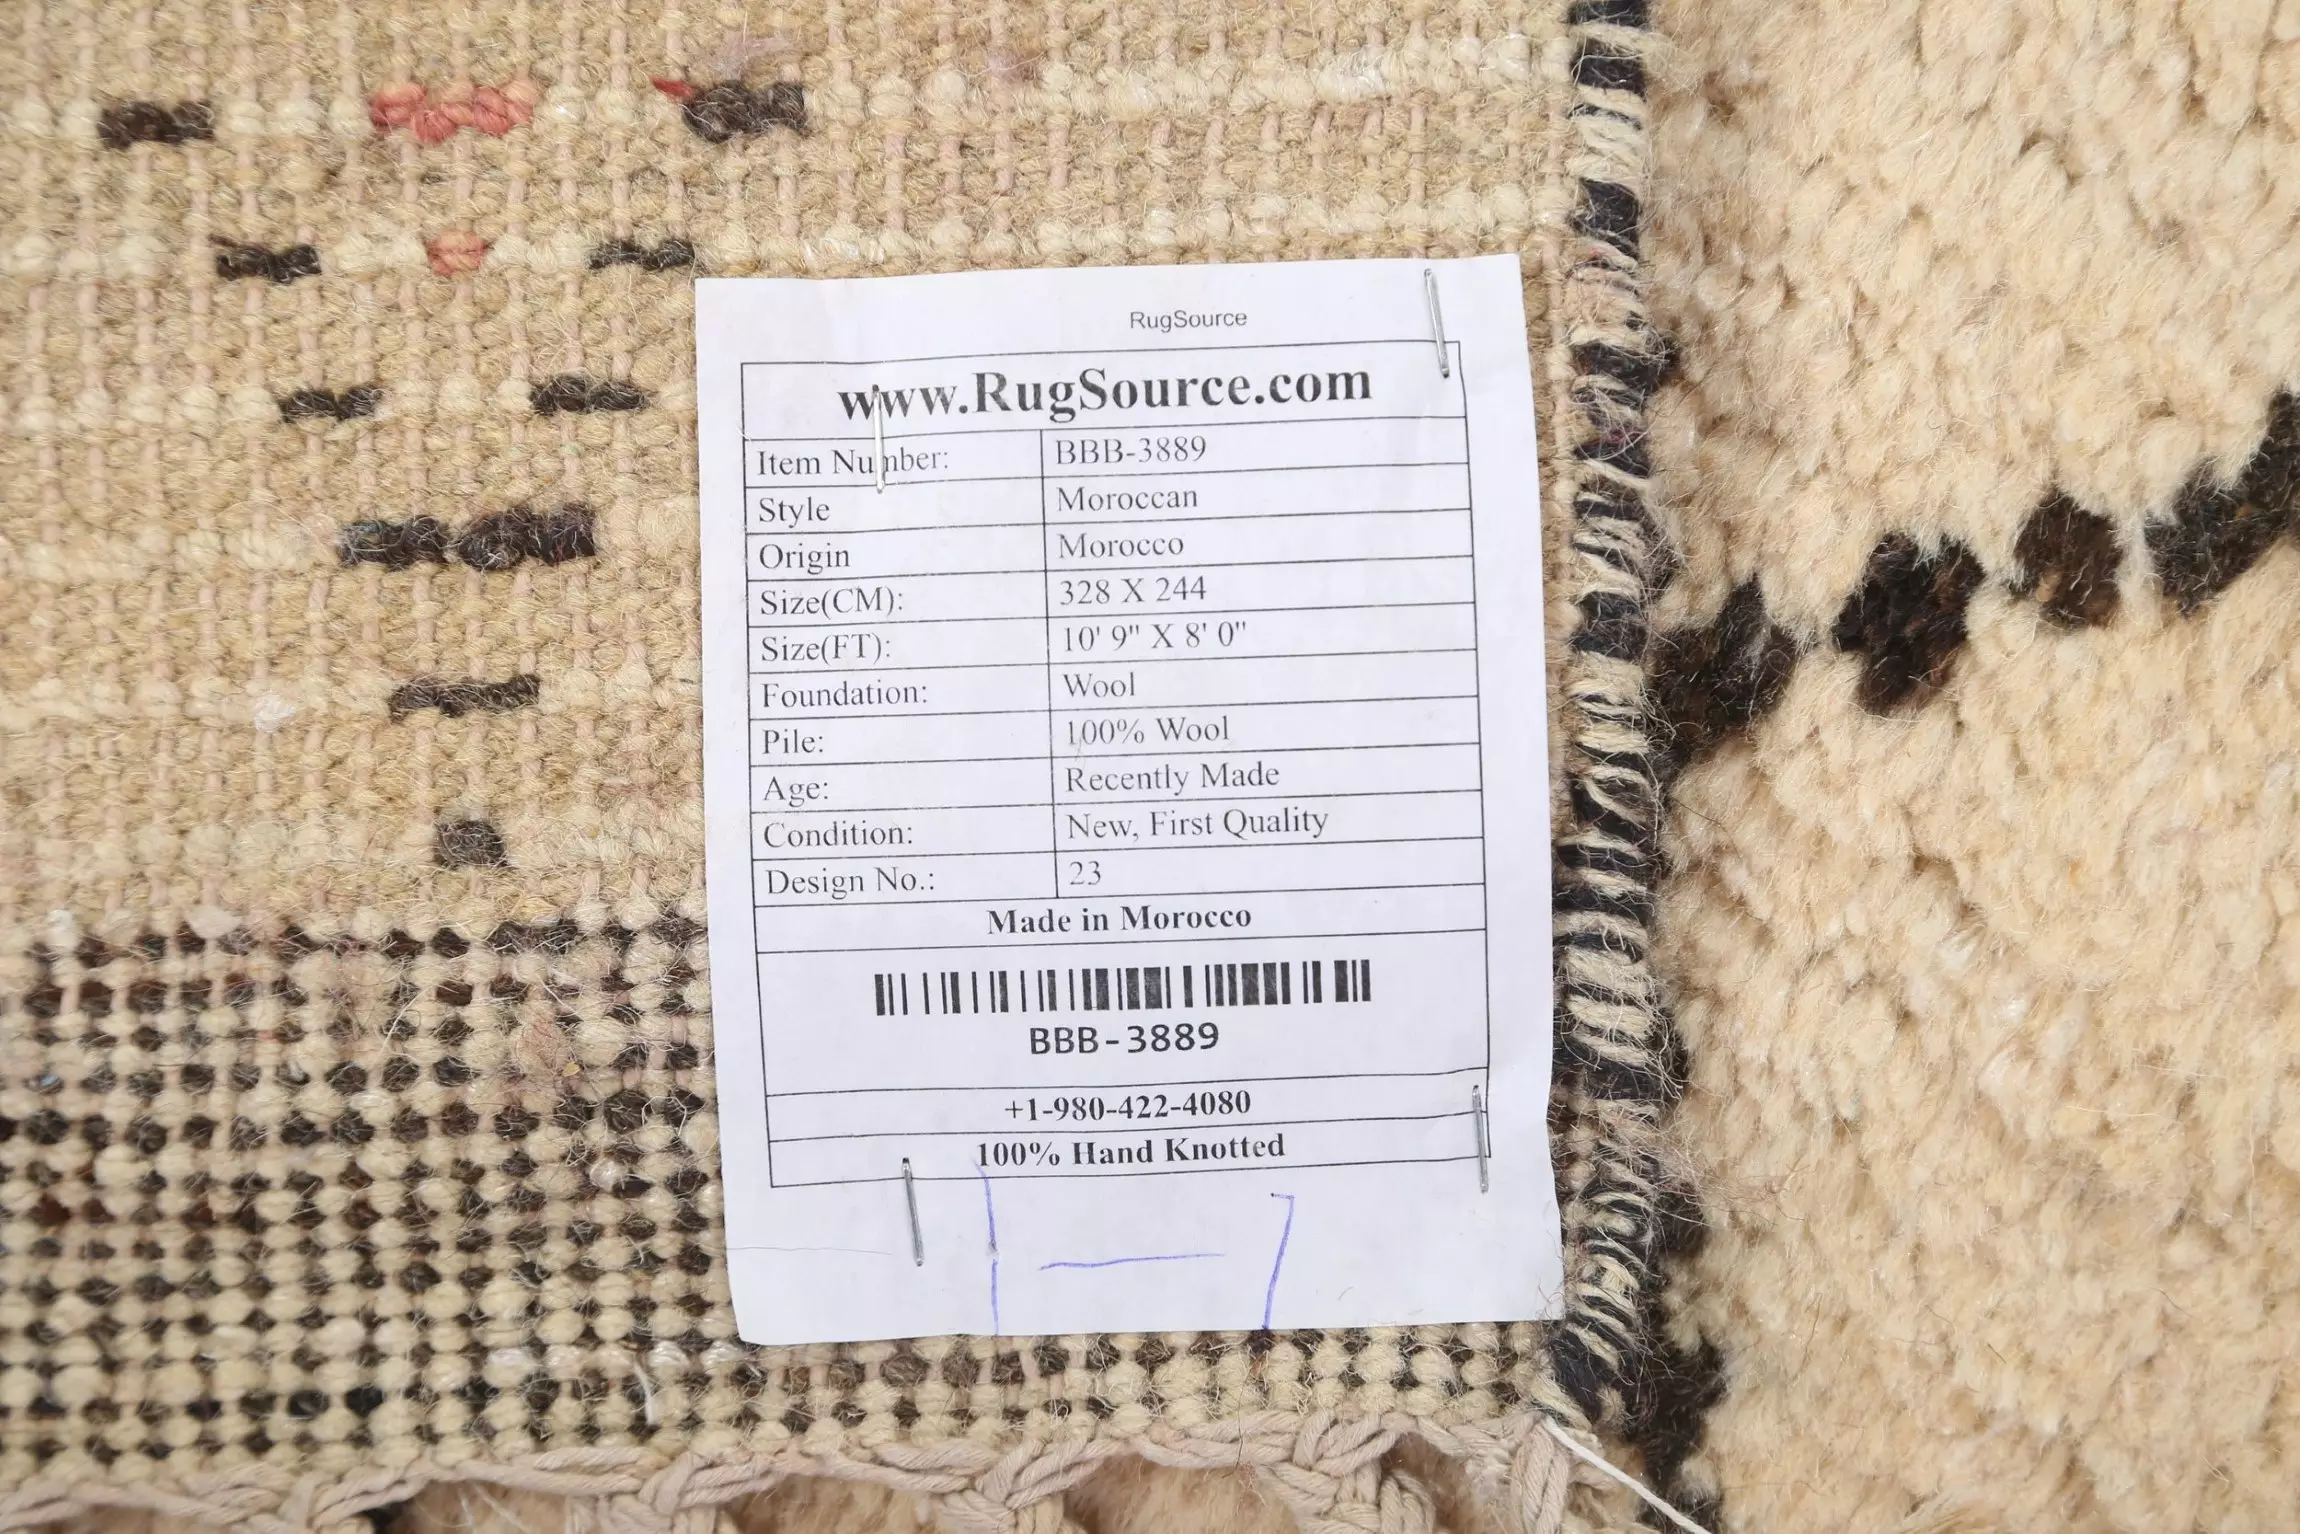 RugSource
www.RugSource.com
Item Number: BBB-3889
Style Moroccan
Origin Morocco
Size(CM): 328 X 244
Size(FT): 10' 9" X 8' 0"
Foundation: Wool
Pile: 100% Wool
Age: Recently Made
Condition: New, First Quality
Design No.: 23
Made in Morocco
BBB-3889
+1-980-422-4080
100% Hand Knotted
1-7